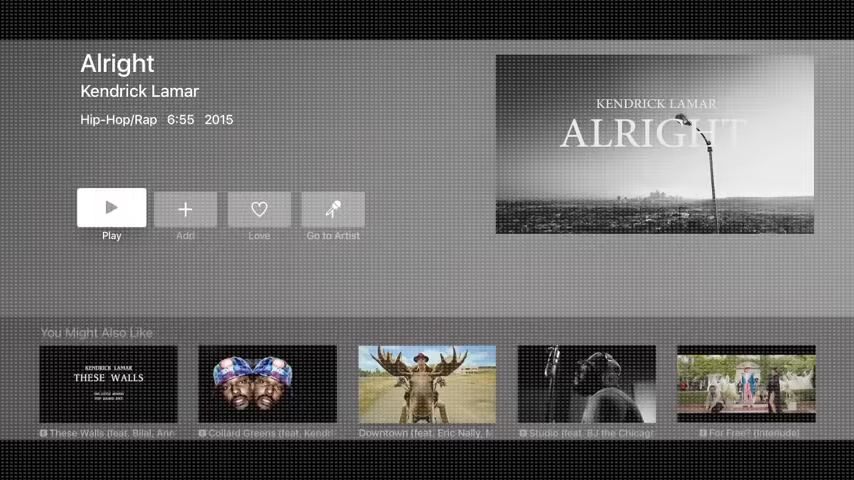 Alright
Kendrick Lamar
Hip-Hop/Rap 6:55 2015
KENDRICK LAMAR
ALRIGHT
Play
Add
Love
Go to Artist
You Might Also Like
KENDRICK LAMAR
THESE WALLS
E These Walls (feat. Bilal, Ann
E Collard Greens (feat. Kendr
Downtown (feat. Eric Nally, M
E Studio (feat. BJ the Chicag
E For Free? (Interlude)